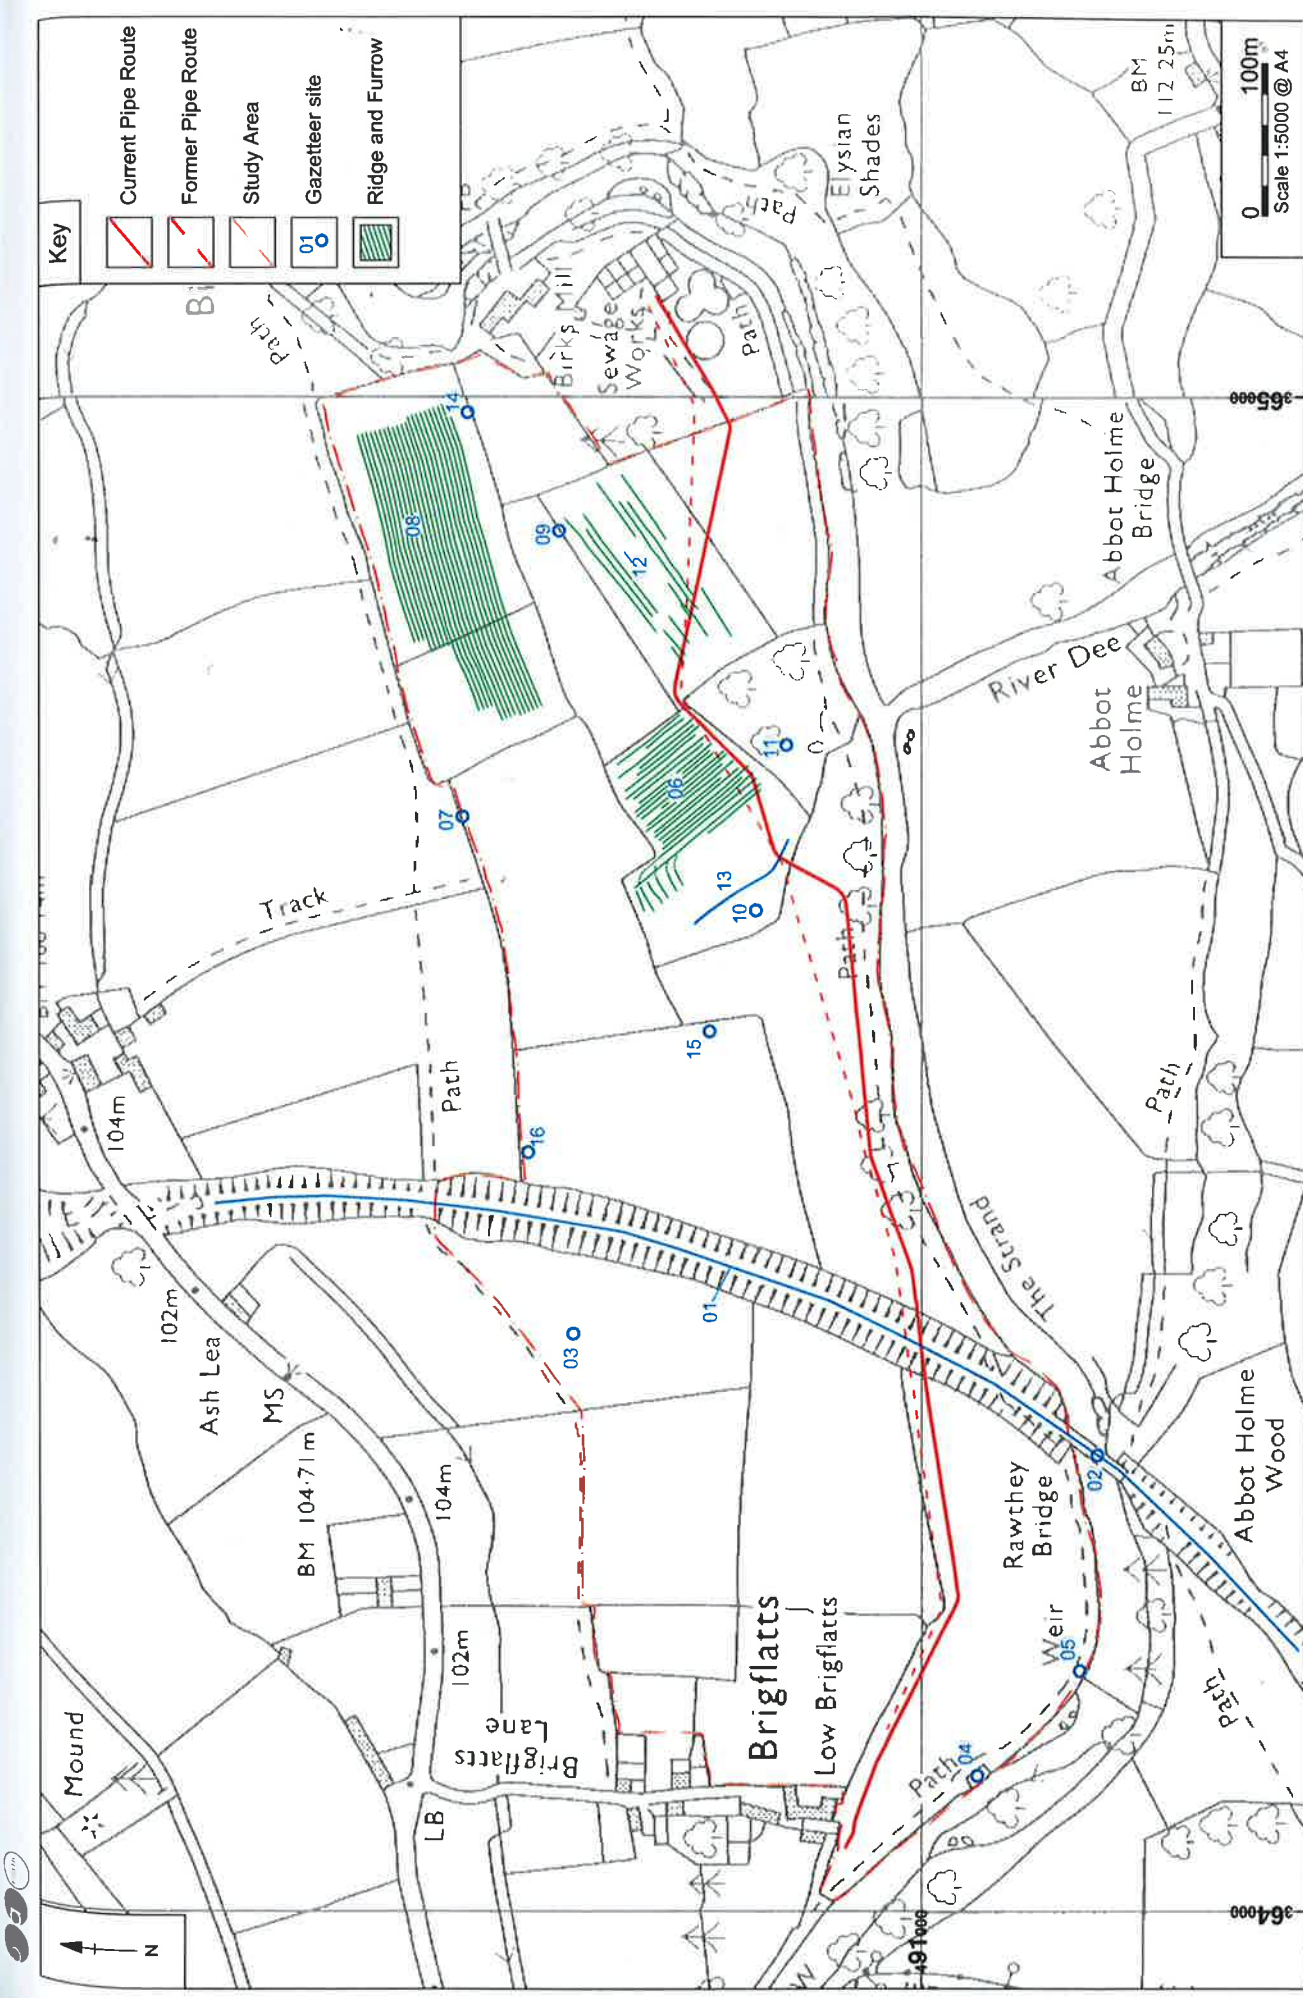 Key
Current Pipe Route
Former Pipe Route
Study Area
01
Gazetteer site
Ridge and Furrow
0
100m
Scale 1:5000 @ A4
N
Mound
BM 104·71m
MS
Ash Lea
102m
104m
Track
Path
Path
104m
102m
LB
Brigflatts
Lane
Brigflatts
Low Brigflatts
Path
Weir
Rawthey
Bridge
The Strand
Path
Birks Mill
Sewage
Works
Path
Path
Elysian
Shades
BM
112 25m
River Dee
Abbot
Holme
Abbot Holme
Bridge
Path
Path
Abbot Holme
Wood
01
02
03
04
05
06
07
08
09
10
11
12
13
14
15
16
364000
365000
491000